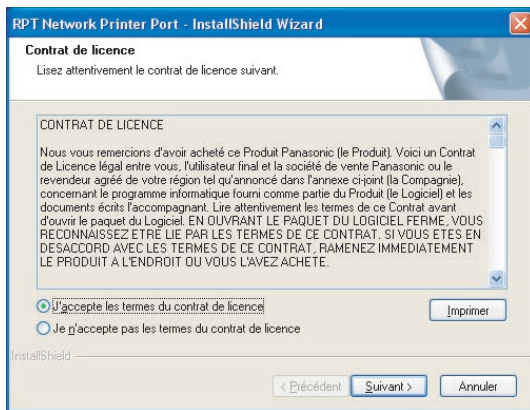 RPT Network Printer Port - InstallShield Wizard
Contrat de licence
Lisez attentivement le contrat de licence suivant.
CONTRAT DE LICENCE
Nous vous remercions d'avoir acheté ce Produit Panasonic (le Produit). Voici un Contrat
de Licence légal entre vous, l'utilisateur final et la société de vente Panasonic ou le
revendeur agréé de votre région tel qu'annoncé dans l'annexe ci-joint (la Compagnie),
concernant le programme informatique fourni comme partie du Produit (le Logiciel) et les
documents écrits l'accompagnant. Lire attentivement les termes de ce Contrat avant
d'ouvrir le paquet du Logiciel. EN OUVRANT LE PAQUET DU LOGICIEL FERME, VOUS
RECONNAISSEZ ETRE LIE PAR LES TERMES DE CE CONTRAT. SI VOUS ETES EN
DESACCORD AVEC LES TERMES DE CE CONTRAT, RAMENEZ IMMEDIATEMENT
LE PRODUIT A L'ENDROIT OU VOUS L'AVEZ ACHETE.
J'accepte les termes du contrat de licence
Imprimer
Je n'accepte pas les termes du contrat de licence
InstallShield
< Précédent Suivant > Annuler